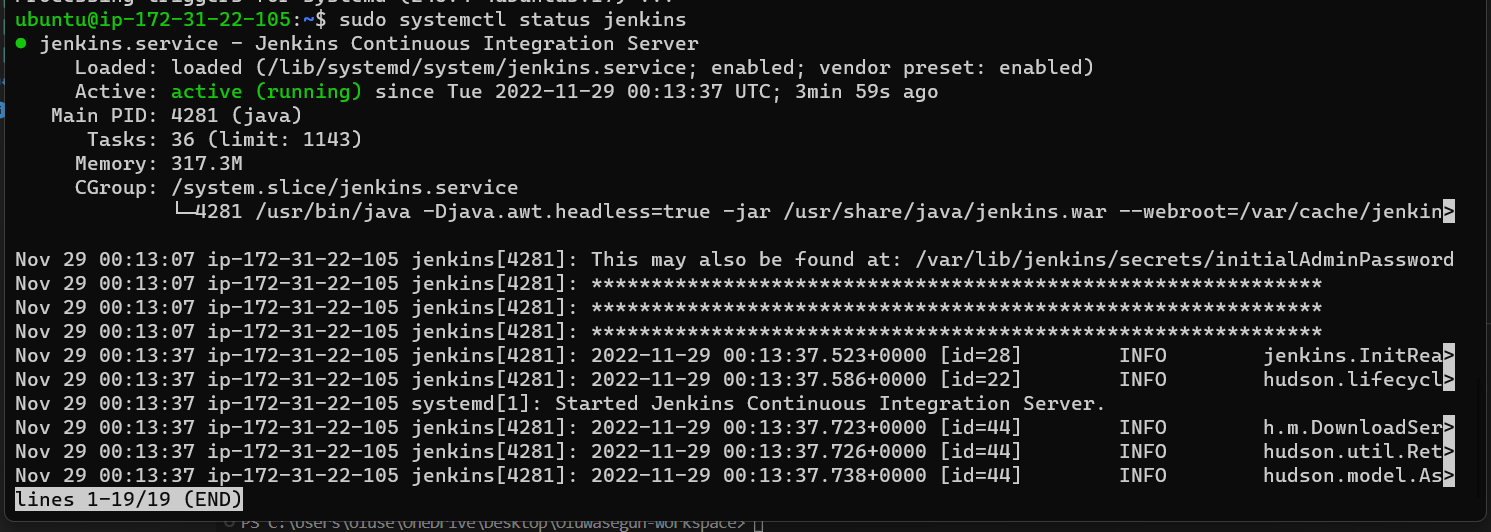 ubuntu@ip-172-31-22-105:~$ sudo systemctl status jenkins
● jenkins.service - Jenkins Continuous Integration Server
     Loaded: loaded (/lib/systemd/system/jenkins.service; enabled; vendor preset: enabled)
     Active: active (running) since Tue 2022-11-29 00:13:37 UTC; 3min 59s ago
   Main PID: 4281 (java)
      Tasks: 36 (limit: 1143)
     Memory: 317.3M
     CGroup: /system.slice/jenkins.service
             └─4281 /usr/bin/java -Djava.awt.headless=true -jar /usr/share/java/jenkins.war --webroot=/var/cache/jenkin>
Nov 29 00:13:07 ip-172-31-22-105 jenkins[4281]: This may also be found at: /var/lib/jenkins/secrets/initialAdminPassword
Nov 29 00:13:07 ip-172-31-22-105 jenkins[4281]: *************************************************************
Nov 29 00:13:07 ip-172-31-22-105 jenkins[4281]: *************************************************************
Nov 29 00:13:07 ip-172-31-22-105 jenkins[4281]: *************************************************************
Nov 29 00:13:37 ip-172-31-22-105 jenkins[4281]: 2022-11-29 00:13:37.523+0000 [id=28]        INFO        jenkins.InitRea>
Nov 29 00:13:37 ip-172-31-22-105 jenkins[4281]: 2022-11-29 00:13:37.586+0000 [id=22]        INFO        hudson.lifecycl>
Nov 29 00:13:37 ip-172-31-22-105 systemd[1]: Started Jenkins Continuous Integration Server.
Nov 29 00:13:37 ip-172-31-22-105 jenkins[4281]: 2022-11-29 00:13:37.723+0000 [id=44]        INFO        h.m.DownloadSer>
Nov 29 00:13:37 ip-172-31-22-105 jenkins[4281]: 2022-11-29 00:13:37.726+0000 [id=44]        INFO        hudson.util.Ret>
Nov 29 00:13:37 ip-172-31-22-105 jenkins[4281]: 2022-11-29 00:13:37.738+0000 [id=44]        INFO        hudson.model.As>
lines 1-19/19 (END)
PS C:\Users\Oluse\OneDrive\Desktop\Oluwasegun-workspace>